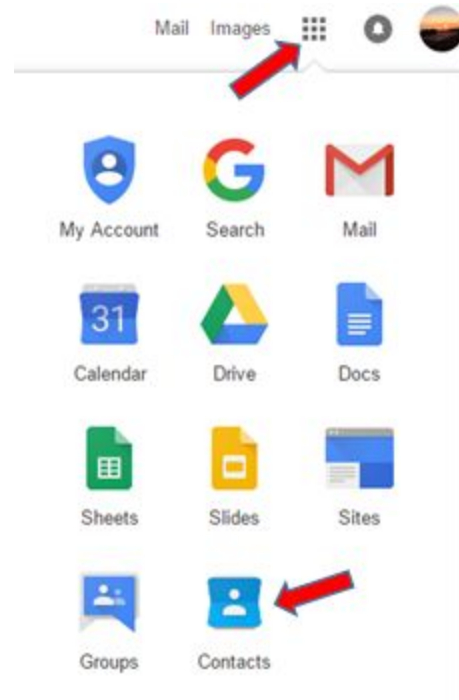 Mail Images
My Account Search Mail
31
Calendar Drive Docs
Sheets Slides Sites
Groups Contacts